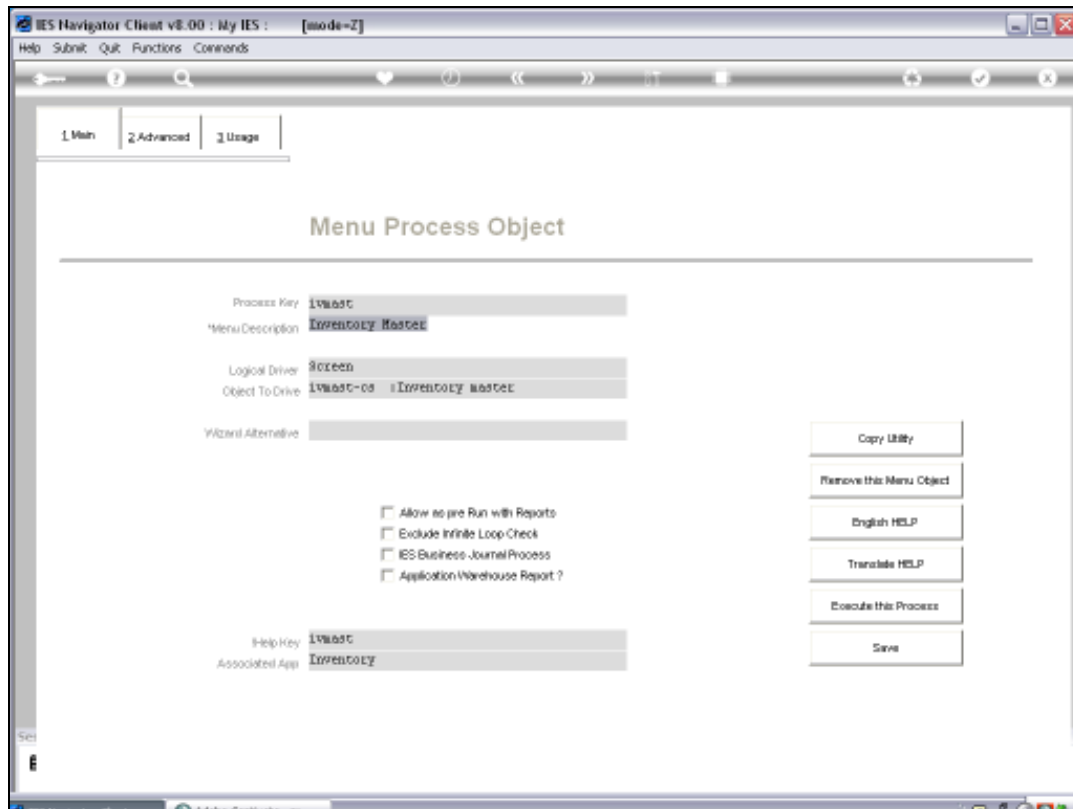 IES Navigator Client v8.00 : My IES : [mode=Z]
Help Submit Quit Functions Commands
1 Main 2 Advanced 3 Usage
Menu Process Object
Process Key ivmast
*Menu Description Inventory Master
Logical Driver Screen
Object To Drive ivmast-cs :Inventory master
Wizard Alternative
Copy Utility
Remove this Menu Object
Allow as pre Run with Reports
English HELP
Exclude Infinite Loop Check
IES Business Journal Process
Translate HELP
Application Warehouse Report ?
Execute this Process
Help Key ivmast
Save
Associated App Inventory